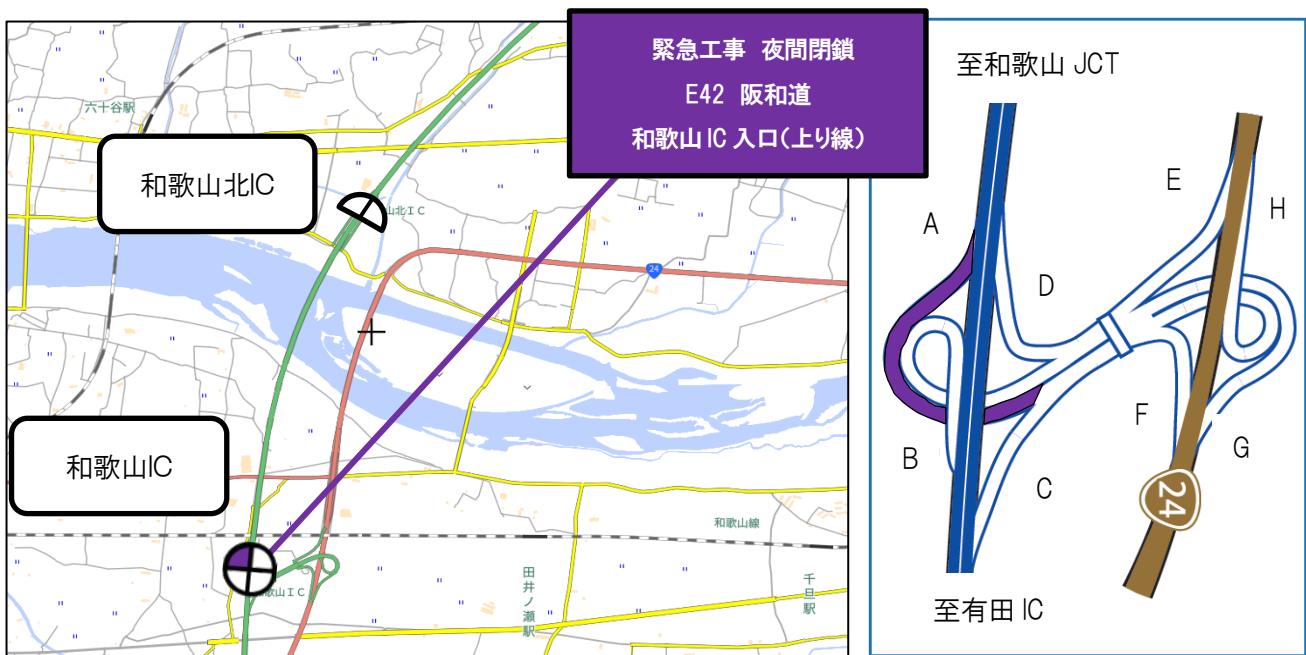 緊急工事 夜間閉鎖
E42 阪和道
和歌山IC 入口(上り線)
六十谷駅
和歌山北IC
山北IC
24
和歌山IC
和歌山線
歌山IC
田井ノ瀬駅
千旦駅
至和歌山 JCT
A
E
H
D
B
F
G
C
24
至有田 IC